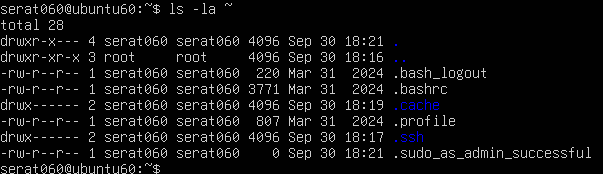 serat060@ubuntu60:~$ ls -la ~
total 28
drwxr-x--- 4 serat060 serat060 4096 Sep 30 18:21 .
drwxr-xr-x 3 root     root     4096 Sep 30 18:16 ..
-rw-r--r-- 1 serat060 serat060  220 Mar 31  2024 .bash_logout
-rw-r--r-- 1 serat060 serat060 3771 Mar 31  2024 .bashrc
drwx------ 2 serat060 serat060 4096 Sep 30 18:19 .cache
-rw-r--r-- 1 serat060 serat060  807 Mar 31  2024 .profile
drwx------ 2 serat060 serat060 4096 Sep 30 18:17 .ssh
-rw-r--r-- 1 serat060 serat060    0 Sep 30 18:21 .sudo_as_admin_successful
serat060@ubuntu60:~$